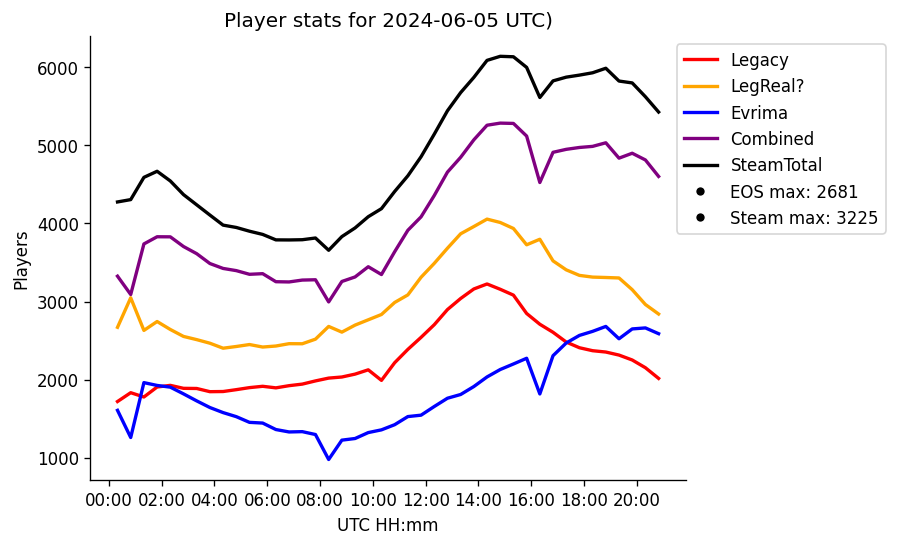 Player stats for 2024-06-05 UTC)
Legacy
LegReal?
Evrima
Combined
SteamTotal
EOS max: 2681
Steam max: 3225
Players
6000
5000
4000
3000
2000
1000
00:00 02:00 04:00 06:00 08:00 10:00 12:00 14:00 16:00 18:00 20:00
UTC HH:mm